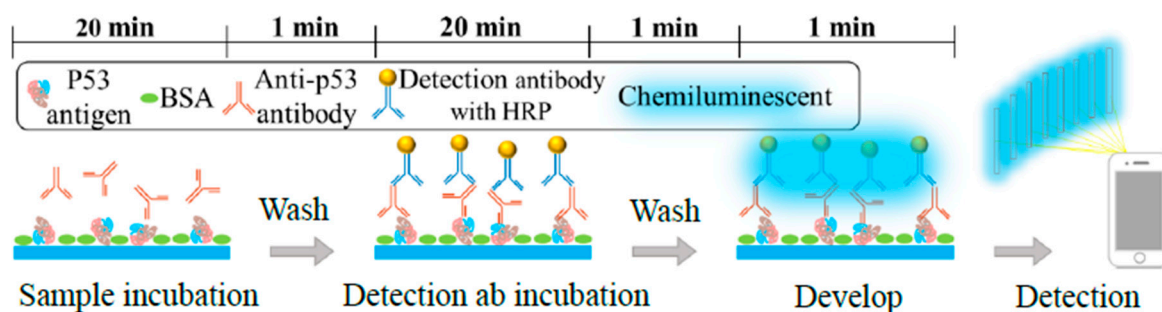 20 min 1 min 20 min 1 min 1 min
P53 antigen
BSA
Anti-p53 antibody
Detection antibody with HRP
Chemiluminescent
Wash
Wash
Sample incubation
Detection ab incubation
Develop
Detection